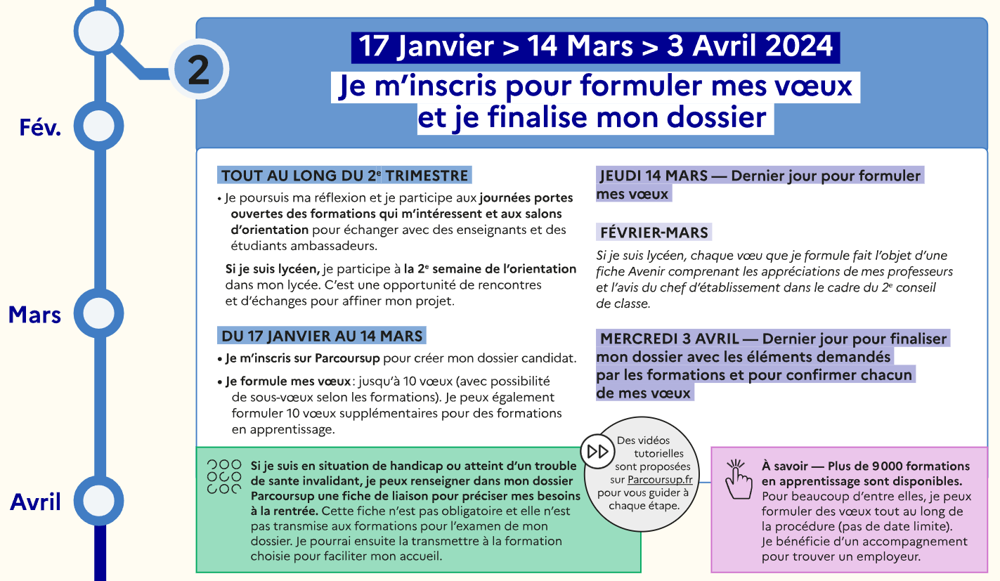 2
17 Janvier > 14 Mars > 3 Avril 2024
Je m’inscris pour formuler mes vœux
et je finalise mon dossier
Fév.
Mars
Avril
TOUT AU LONG DU 2e TRIMESTRE
• Je poursuis ma réflexion et je participe aux journées portes
ouvertes des formations qui m’intéressent et aux salons
d’orientation pour échanger avec des enseignants et des
étudiants ambassadeurs.
Si je suis lycéen, je participe à la 2e semaine de l’orientation
dans mon lycée. C’est une opportunité de rencontres
et d’échanges pour affiner mon projet.
DU 17 JANVIER AU 14 MARS
• Je m’inscris sur Parcoursup pour créer mon dossier candidat.
• Je formule mes vœux : jusqu’à 10 vœux (avec possibilité
de sous-vœux selon les formations). Je peux également
formuler 10 vœux supplémentaires pour des formations
en apprentissage.
JEUDI 14 MARS — Dernier jour pour formuler
mes vœux
FÉVRIER-MARS
Si je suis lycéen, chaque vœu que je formule fait l’objet d’une
fiche Avenir comprenant les appréciations de mes professeurs
et l’avis du chef d’établissement dans le cadre du 2e conseil
de classe.
MERCREDI 3 AVRIL — Dernier jour pour finaliser
mon dossier avec les éléments demandés
par les formations et pour confirmer chacun
de mes vœux
Si je suis en situation de handicap ou atteint d’un trouble
de sante invalidant, je peux renseigner dans mon dossier
Parcoursup une fiche de liaison pour préciser mes besoins
à la rentrée. Cette fiche n’est pas obligatoire et elle n’est
pas transmise aux formations pour l’examen de mon
dossier. Je pourrai ensuite la transmettre à la formation
choisie pour faciliter mon accueil.
Des vidéos
tutorielles
sont proposées
sur Parcoursup.fr
pour vous guider à
chaque étape.
À savoir — Plus de 9 000 formations
en apprentissage sont disponibles.
Pour beaucoup d’entre elles, je peux
formuler des vœux tout au long de
la procédure (pas de date limite).
Je bénéficie d’un accompagnement
pour trouver un employeur.